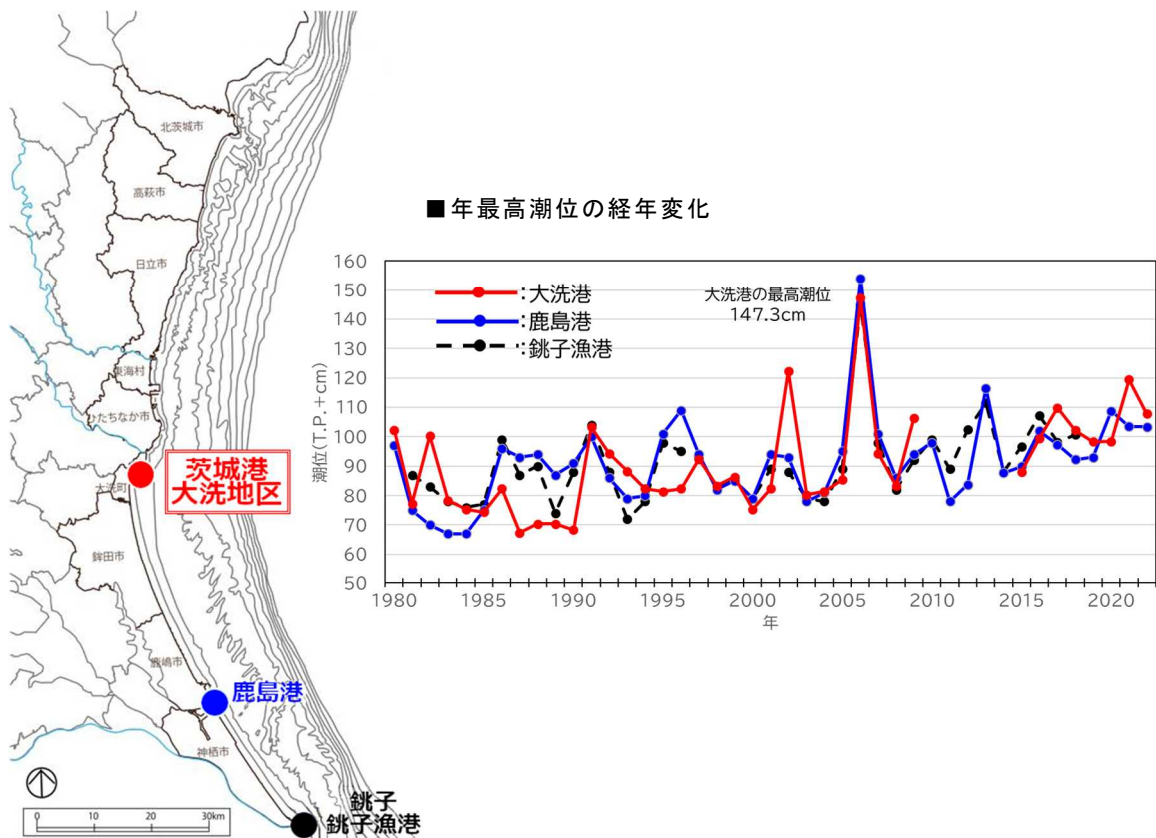 北茨城市
高萩市
日立市
東海村
ひたちなか市
茨城港
大洗地区
大洗町
鉾田市
鹿嶋市
鹿島港
神栖市
銚子
銚子漁港
0 10 20 30km
■年最高潮位の経年変化
潮位(T.P.+cm)
160
150
140
130
120
110
100
90
80
70
60
50
:大洗港
:鹿島港
:銚子漁港
大洗港の最高潮位
147.3cm
1980 1985 1990 1995 2000 2005 2010 2015 2020
年